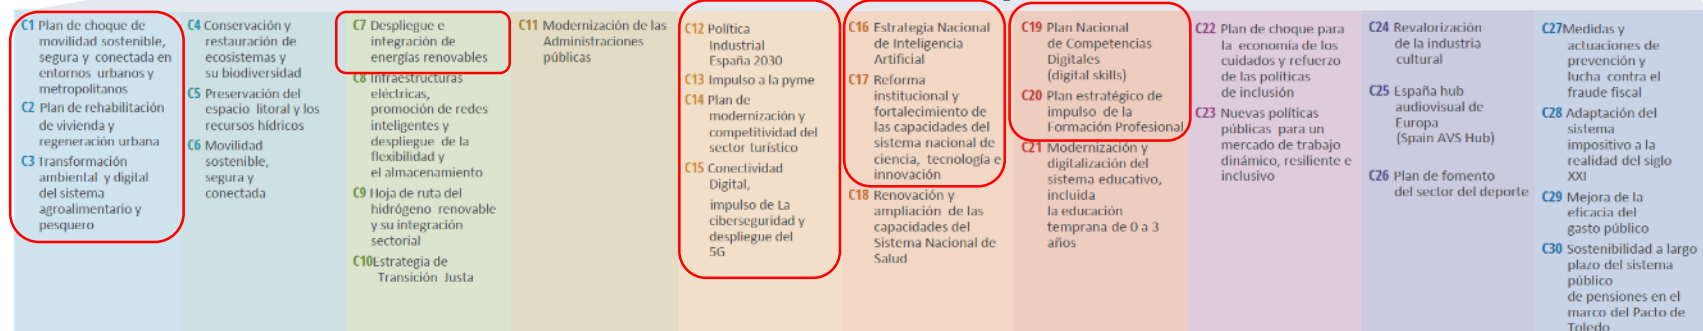 C1 Plan de choque de
movilidad sostenible,
segura y conectada en
entornos urbanos y
metropolitanos
C2 Plan de rehabilitación
de vivienda y
regeneración urbana
C3 Transformación
ambiental y digital
del sistema
agroalimentario y
pesquero
C4 Conservación y
restauración de
ecosistemas y
su biodiversidad
C5 Preservación del
espacio litoral y los
recursos hídricos
C6 Movilidad
sostenible,
segura y
conectada
C7 Despliegue e
integración de
energías renovables
C8 Infraestructuras
eléctricas,
promoción de redes
inteligentes y
despliegue de la
flexibilidad y
el almacenamiento
C9 Hoja de ruta del
hidrógeno renovable
y su integración
sectorial
C10Estrategia de
Transición Justa
C11 Modernización de las
Administraciones
públicas
C12 Política
Industrial
España 2030
C13 Impulso a la pyme
C14 Plan de
modernización y
competitividad del
sector turístico
C15 Conectividad
Digital,
impulso de La
ciberseguridad y
despliegue del
5G
C16 Estrategia Nacional
de Inteligencia
Artificial
C17 Reforma
institucional y
fortalecimiento de
las capacidades del
sistema nacional de
ciencia, tecnología e
innovación
C18 Renovación y
ampliación de las
capacidades del
Sistema Nacional de
Salud
C19 Plan Nacional
de Competencias
Digitales
(digital skills)
C20 Plan estratégico de
impulso de la
Formación Profesional
C21 Modernización y
digitalización del
sistema educativo,
incluida
la educación
temprana de 0 a 3
años
C22 Plan de choque para
la economía de los
cuidados y refuerzo
de las políticas
de inclusión
C23 Nuevas políticas
públicas para un
mercado de trabajo
dinámico, resiliente e
inclusivo
C24 Revalorización
de la industria
cultural
C25 España hub
audiovisual de
Europa
(Spain AVS Hub)
C26 Plan de fomento
del sector del deporte
C27Medidas y
actuaciones de
prevención y
lucha contra el
fraude fiscal
C28 Adaptación del
sistema
impositivo a la
realidad del siglo
XXI
C29 Mejora de la
eficacia del
gasto público
C30 Sostenibilidad a largo
plazo del sistema
público
de pensiones en el
marco del Pacto de
Toledo